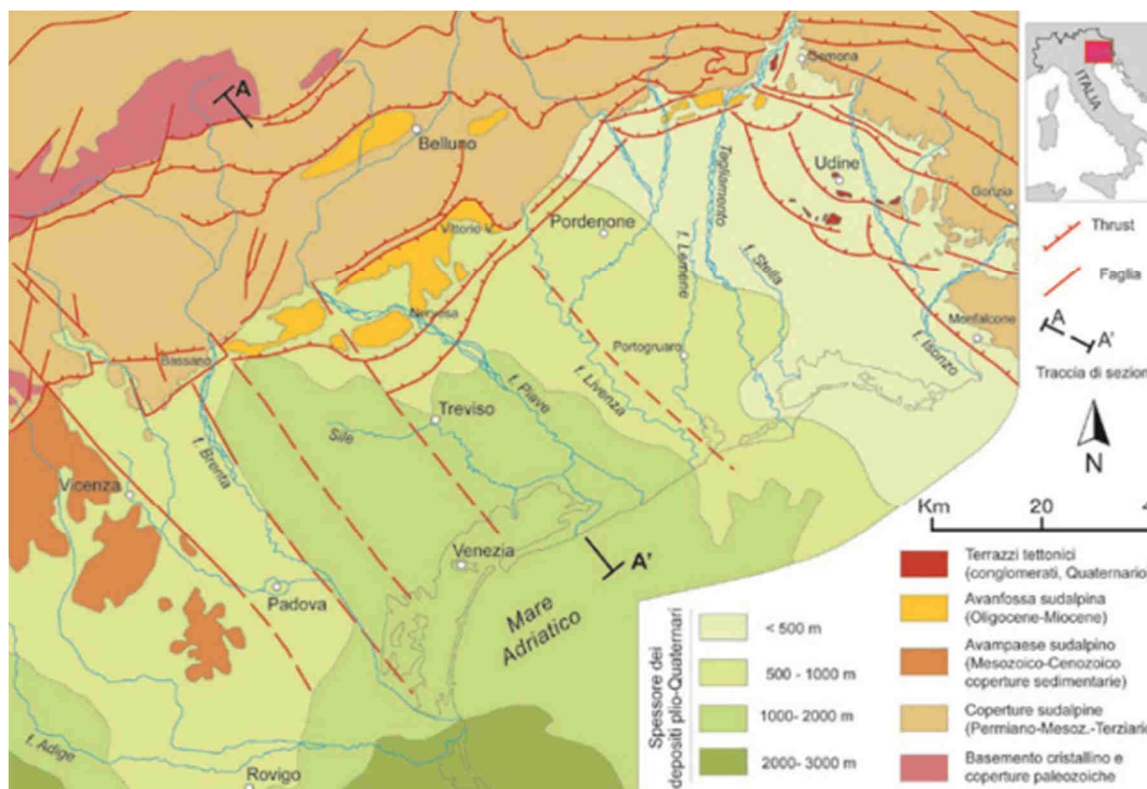 Gemona
A
Belluno
Udine
Tagliamento
Gorizia
ITALIA
Vittorio V.
Pordenone
f. Lemene
f. Stella
Thrust
Faglia
A
A'
Traccia di sezion
Nervesa
Monfalcone
Bassano
Portogruaro
f. Isonzo
f. Piave
f. Livenza
Treviso
Sile
f. Brenta
N
Vicenza
Km 20 4
Venezia
A'
Padova
Mare
Adriatico
f. Adige
Rovigo
Spessore dei
depositi plio-Quaternari
< 500 m
500 - 1000 m
1000- 2000 m
2000- 3000 m
Terrazzi tettonici
(conglomerati, Quaternario
Avanfossa sudalpina
(Oligocene-Miocene)
Avampaese sudalpino
(Mesozoico-Cenozoico
coperture sedimentarie)
Coperture sudalpine
(Permiano-Mesoz.-Terziario
Basamento cristallino e
coperture paleozoiche